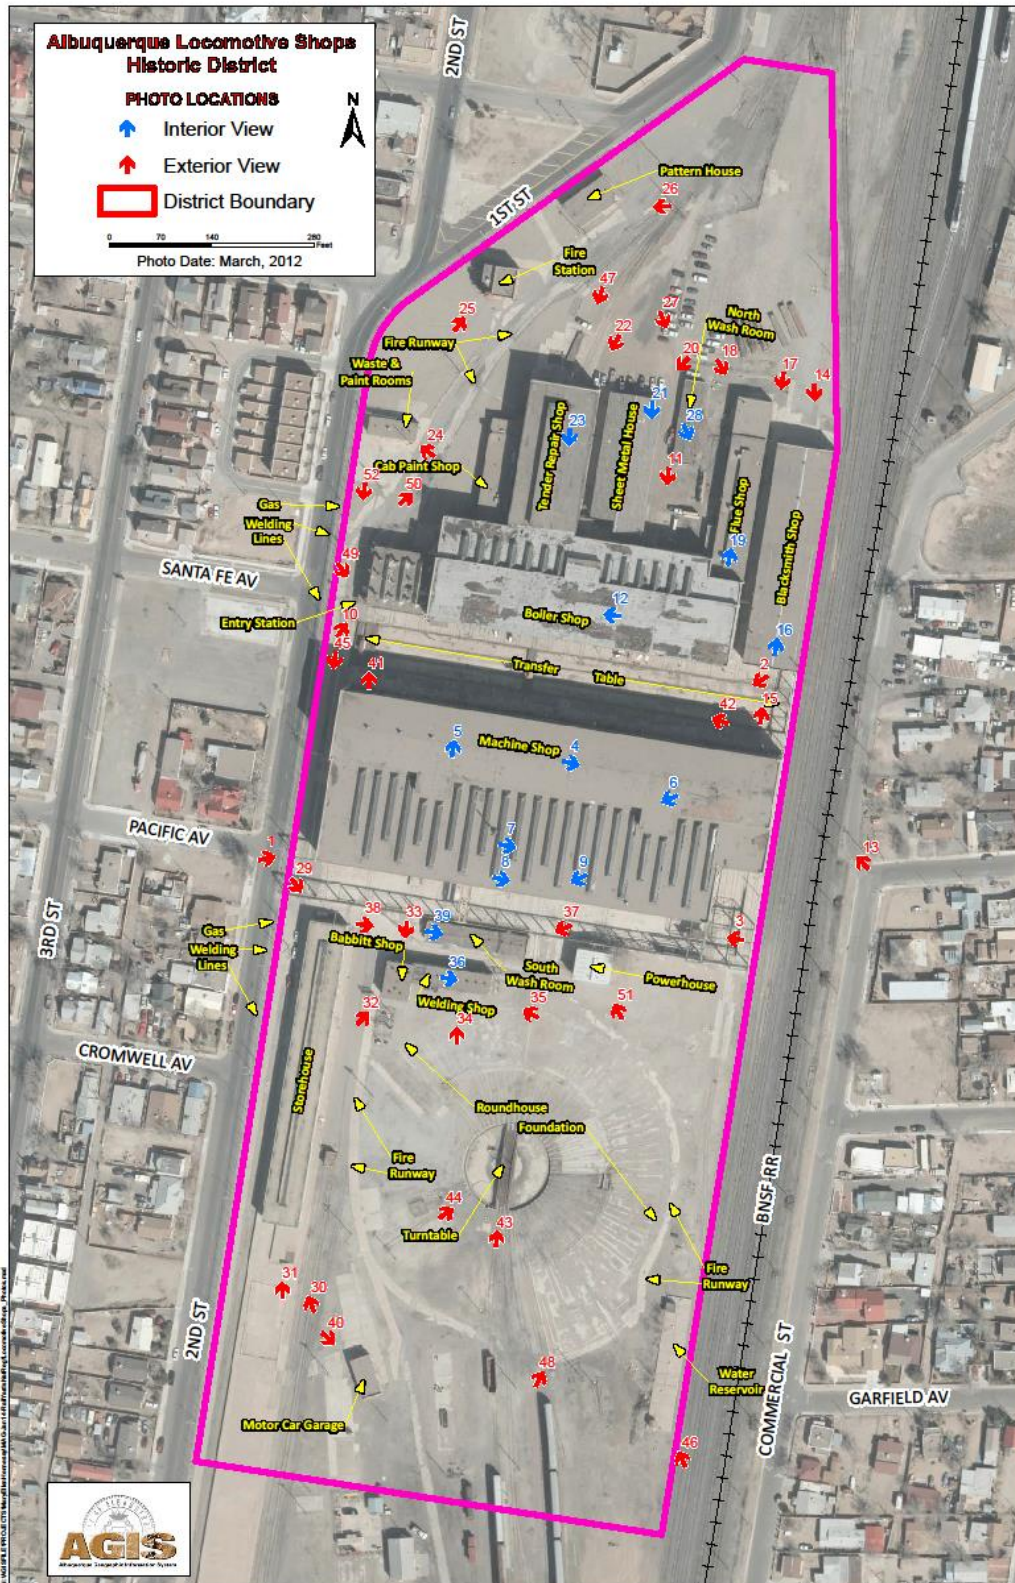 Albuquerque Locomotive Shops
Historic District
PHOTO LOCATIONS
N
Interior View
Exterior View
District Boundary
0 70 140 280
Feet
Photo Date: March, 2012
2ND ST
1ST ST
Pattern House
26
Fire
Station
47
27
25
22
North
Wash Room
Fire Runway
20
18
17
14
Waste &
Paint Rooms
21
28
23
24
11
Cab Paint Shop
Tender Repair Shop
Sheet Metal House
Flue Shop
Blacksmith Shop
52
50
Gas
Welding
Lines
19
49
SANTA FE AV
12
Boiler Shop
Entry Station
10
16
45
41
Transfer
Table
2
15
42
5
Machine Shop
4
6
PACIFIC AV
7
1
13
8
9
29
3RD ST
38
33
39
37
3
Gas
Welding
Lines
Babbitt Shop
36
South
Wash Room
Powerhouse
Welding Shop
32
34
35
51
CROMWELL AV
Storehouse
Roundhouse
Foundation
Fire
Runway
BNSF RR
44
Turntable
43
Fire
Runway
31
30
40
2ND ST
48
Water
Reservoir
COMMERCIAL ST
GARFIELD AV
Motor Car Garage
46
AGIS
Albuquerque Geographic Information System